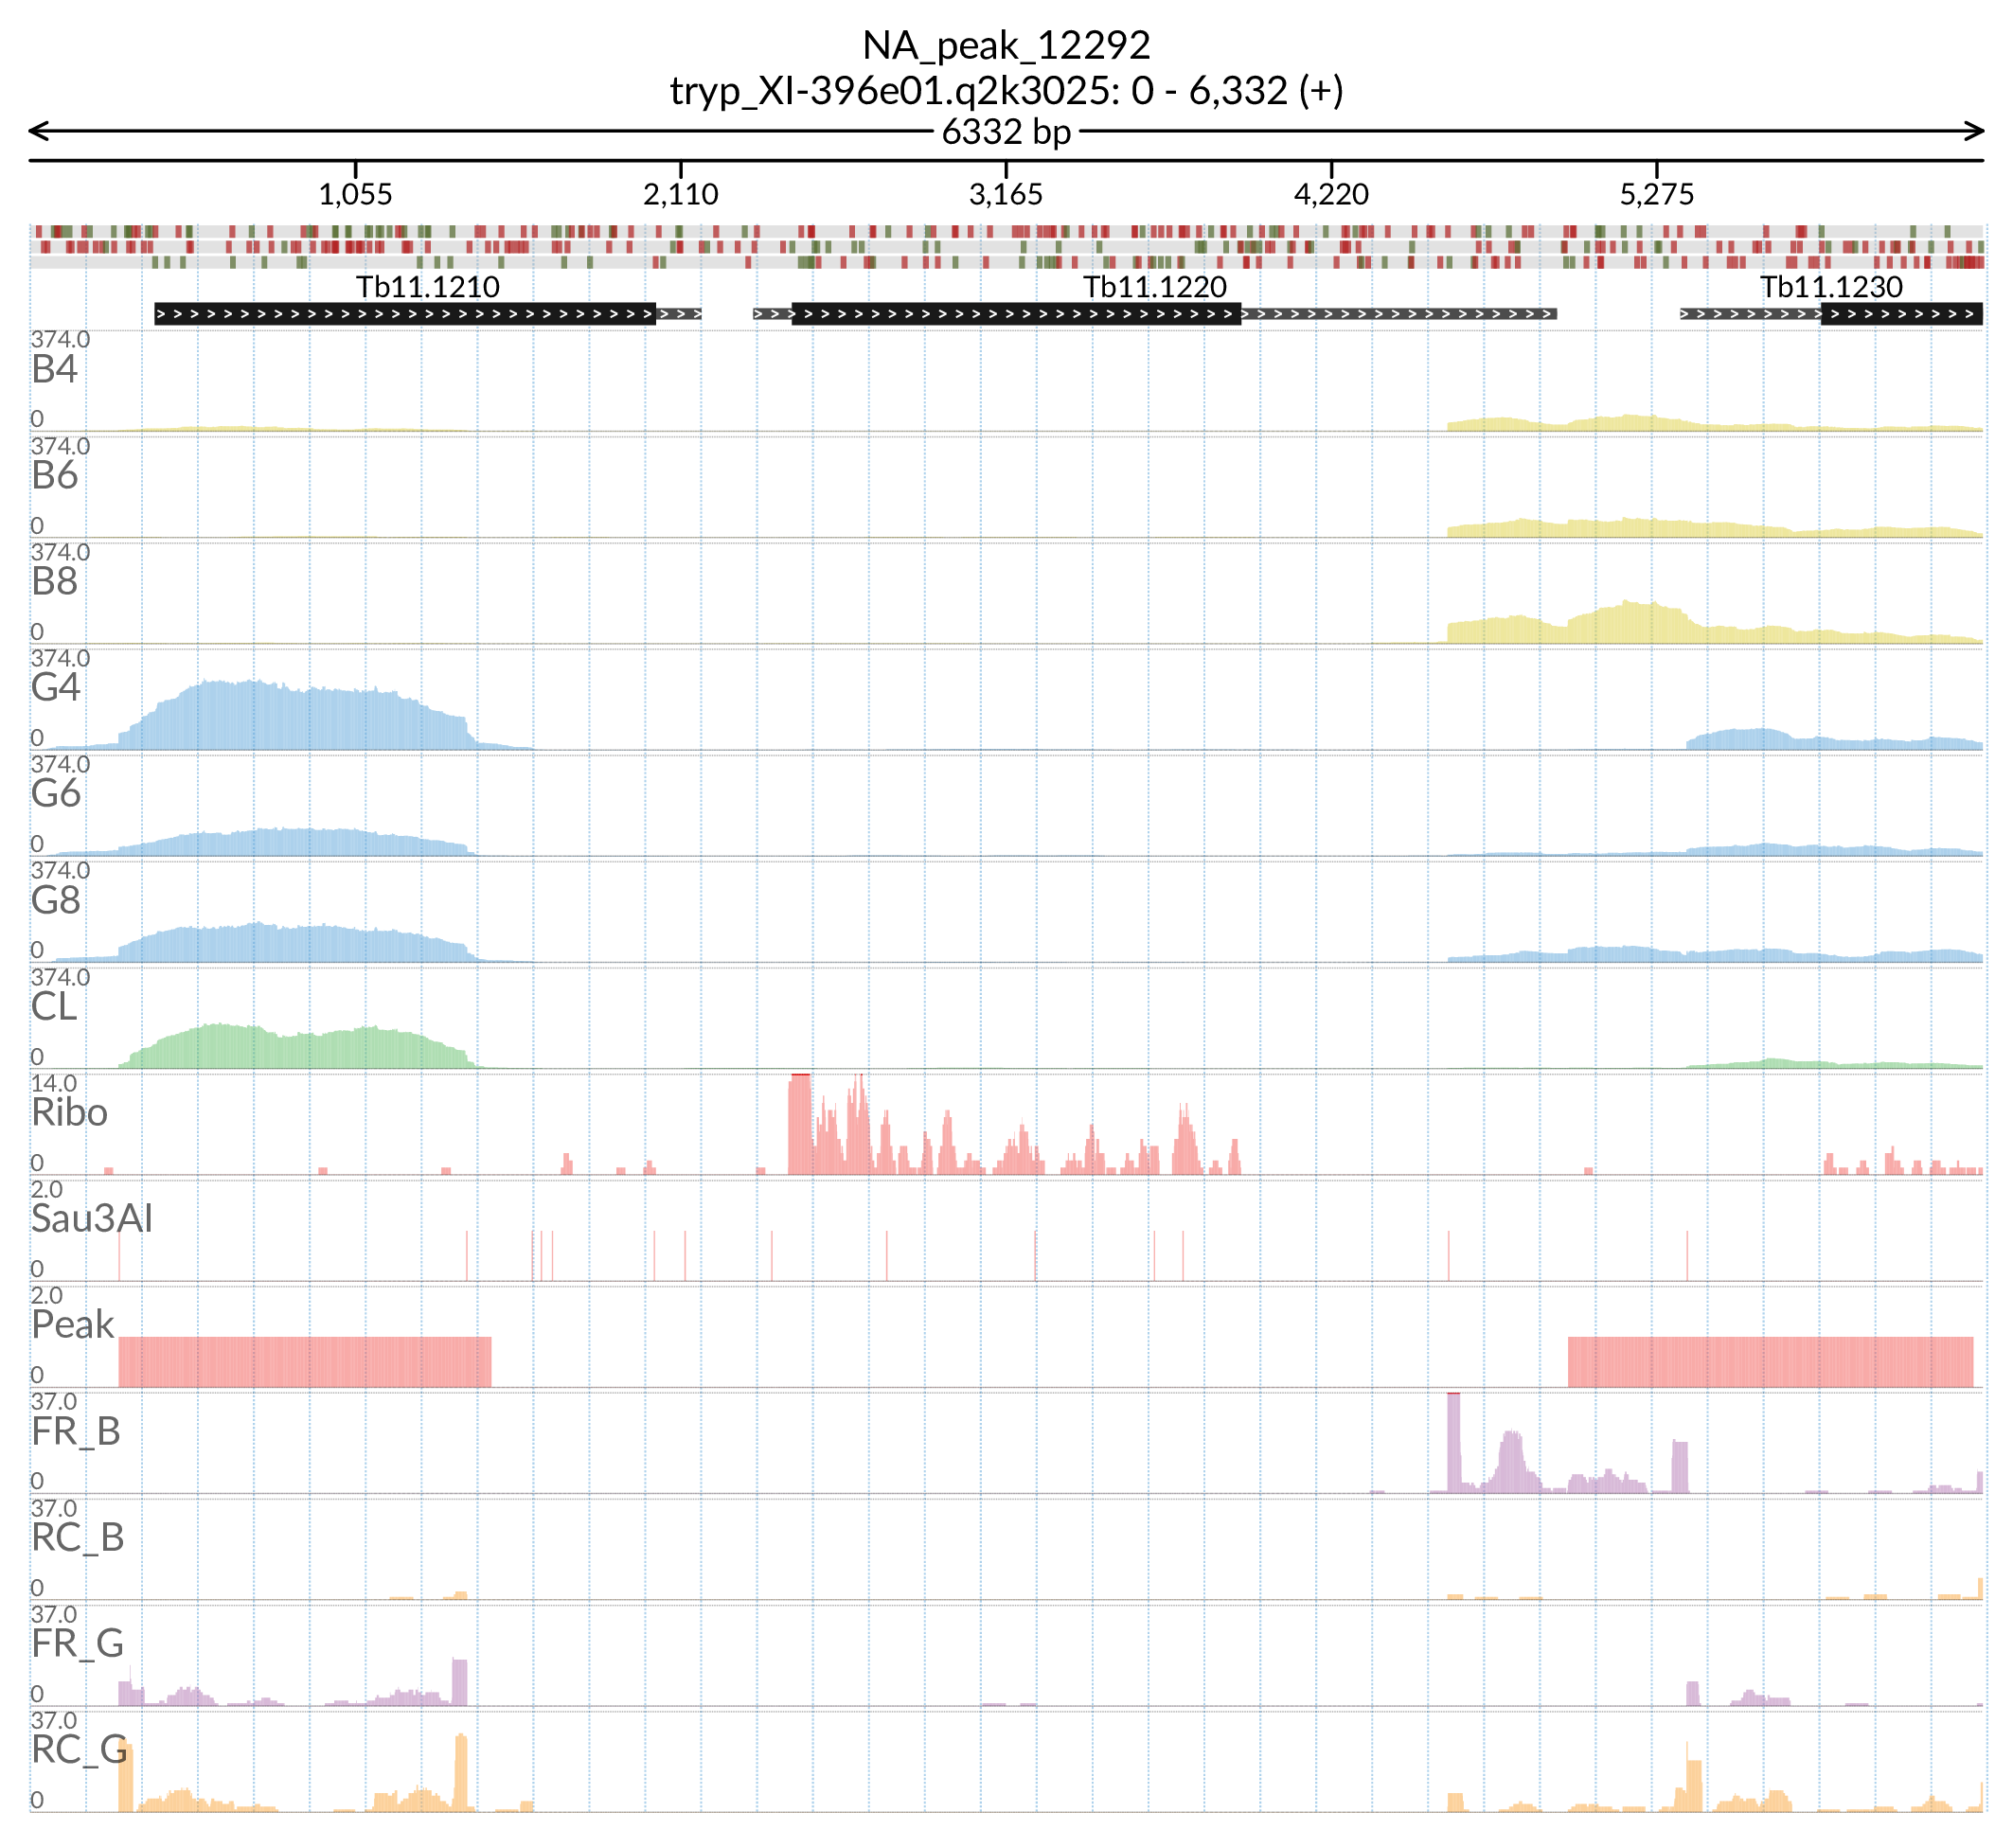 NA_peak_12292
tryp_XI-396e01.q2k3025: 0 - 6,332 (+)
6332 bp
1,055 2,110 3,165 4,220 5,275
Tb11.1210 Tb11.1220 Tb11.1230
374.0
B4
0
374.0
B6
0
374.0
B8
0
374.0
G4
0
374.0
G6
0
374.0
G8
0
374.0
CL
0
14.0
Ribo
0
2.0
Sau3AI
0
2.0
Peak
0
37.0
FR_B
0
37.0
RC_B
0
37.0
FR_G
0
37.0
RC_G
0